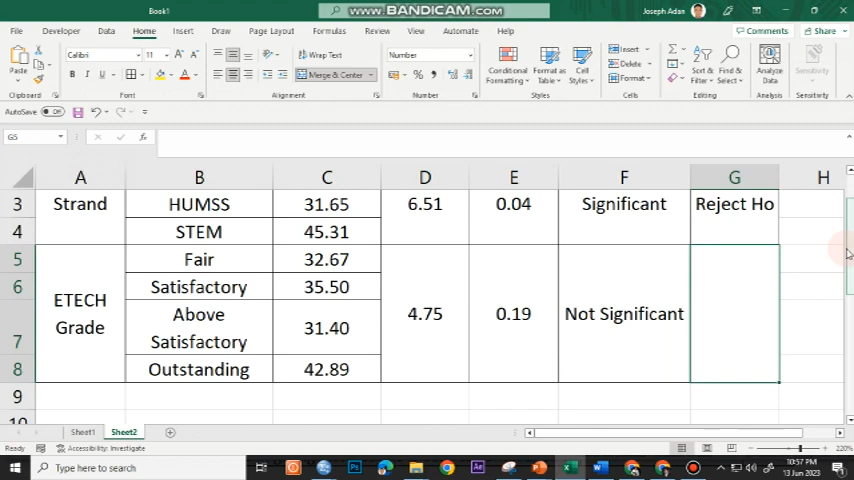 Book1
WWW.BANDICAM.COM
Joseph Adan
File Developer Data Home Insert Draw Page Layout Formulas Review View Automate Help
Comments Share
Paste
Calibri 11
B I U
Wrap Text
Merge & Center
Number
% 9
Conditional Formatting
Format as Table
Cell Styles
Insert
Delete
Format
Sort & Filter
Find & Select
Analyze Data
Sensitivity
Clipboard Font Alignment Number Styles Cells Editing Analysis Sensitivity
AutoSave Off
G5 fx
A B C D E F G H
3 Strand HUMSS 31.65 6.51 0.04 Significant Reject Ho
4 STEM 45.31
5 Fair 32.67
6 Satisfactory 35.50
ETECH Grade
7 Above Satisfactory 31.40 4.75 0.19 Not Significant
8 Outstanding 42.89
9
10
Sheet1 Sheet2
Ready Accessibility: Investigate 220%
Type here to search
10:57 PM
13 Jun 2023